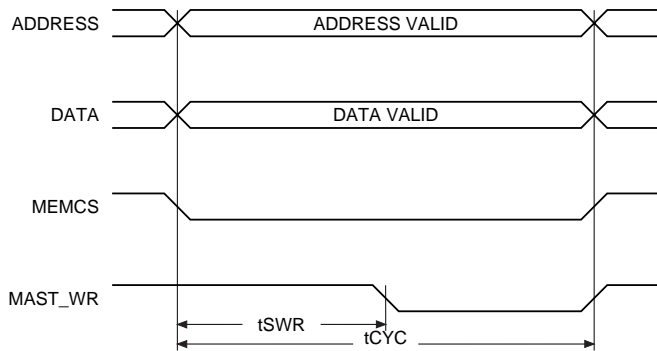 ADDRESS
ADDRESS VALID
DATA
DATA VALID
MEMCS
MAST_WR
tSWR
tCYC